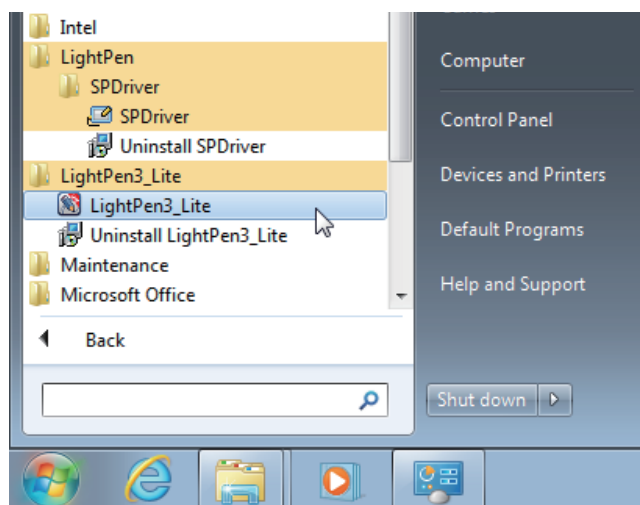 Intel
LightPen
SPDriver
SPDriver
Uninstall SPDriver
LightPen3_Lite
LightPen3_Lite
Uninstall LightPen3_Lite
Maintenance
Microsoft Office
Back
Computer
Control Panel
Devices and Printers
Default Programs
Help and Support
Shut down